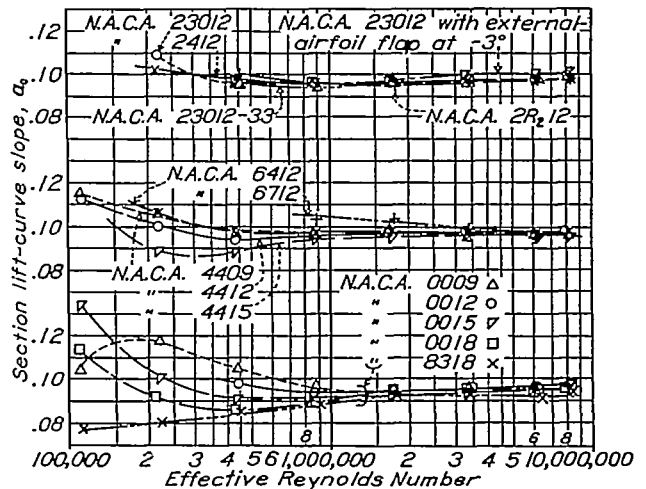 .12
N.A.C.A. 23012
" 2412
N.A.C.A. 23012 with external-
airfoil flap at -3°
.10
.08
N.A.C.A. 23012-33
N.A.C.A. 2R₂12
Section lift-curve slope, a₀
.12
N.A.C.A. 6412
" 6712
.10
.08
N.A.C.A. 4409
" 4412
" 4415
N.A.C.A. 0009
" 0012
" 0015
" 0018
" 8318
.12
.10
.08
8 6 8
100,000 2 4 5 6 1,000,000 2 4 5 10,000,000
Effective Reynolds Number